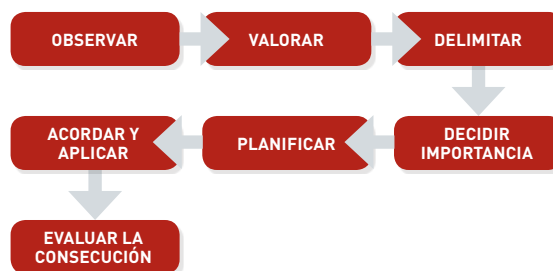 OBSERVAR
VALORAR
DELIMITAR
DECIDIR
IMPORTANCIA
PLANIFICAR
ACORDAR Y
APLICAR
EVALUAR LA
CONSECUCIÓN